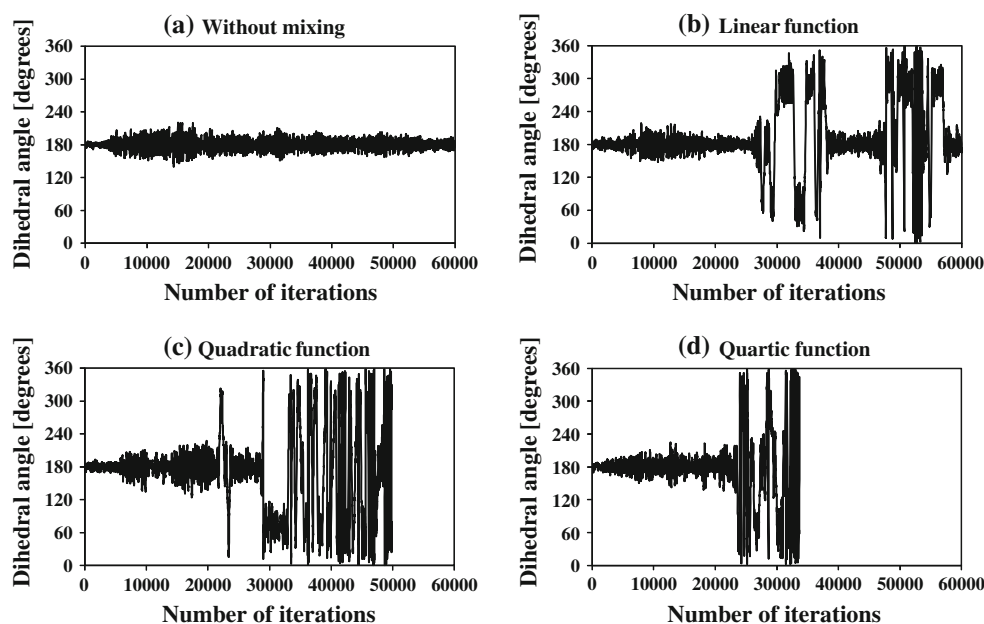 (a) Without mixing
Dihedral angle [degrees]
360
300
240
180
120
60
0
0 10000 20000 30000 40000 50000 60000
Number of iterations
(b) Linear function
Dihedral angle [degrees]
360
300
240
180
120
60
0
0 10000 20000 30000 40000 50000 60000
Number of iterations
(c) Quadratic function
Dihedral angle [degrees]
360
300
240
180
120
60
0
0 10000 20000 30000 40000 50000 60000
Number of iterations
(d) Quartic function
Dihedral angle [degrees]
360
300
240
180
120
60
0
0 10000 20000 30000 40000 50000 60000
Number of iterations